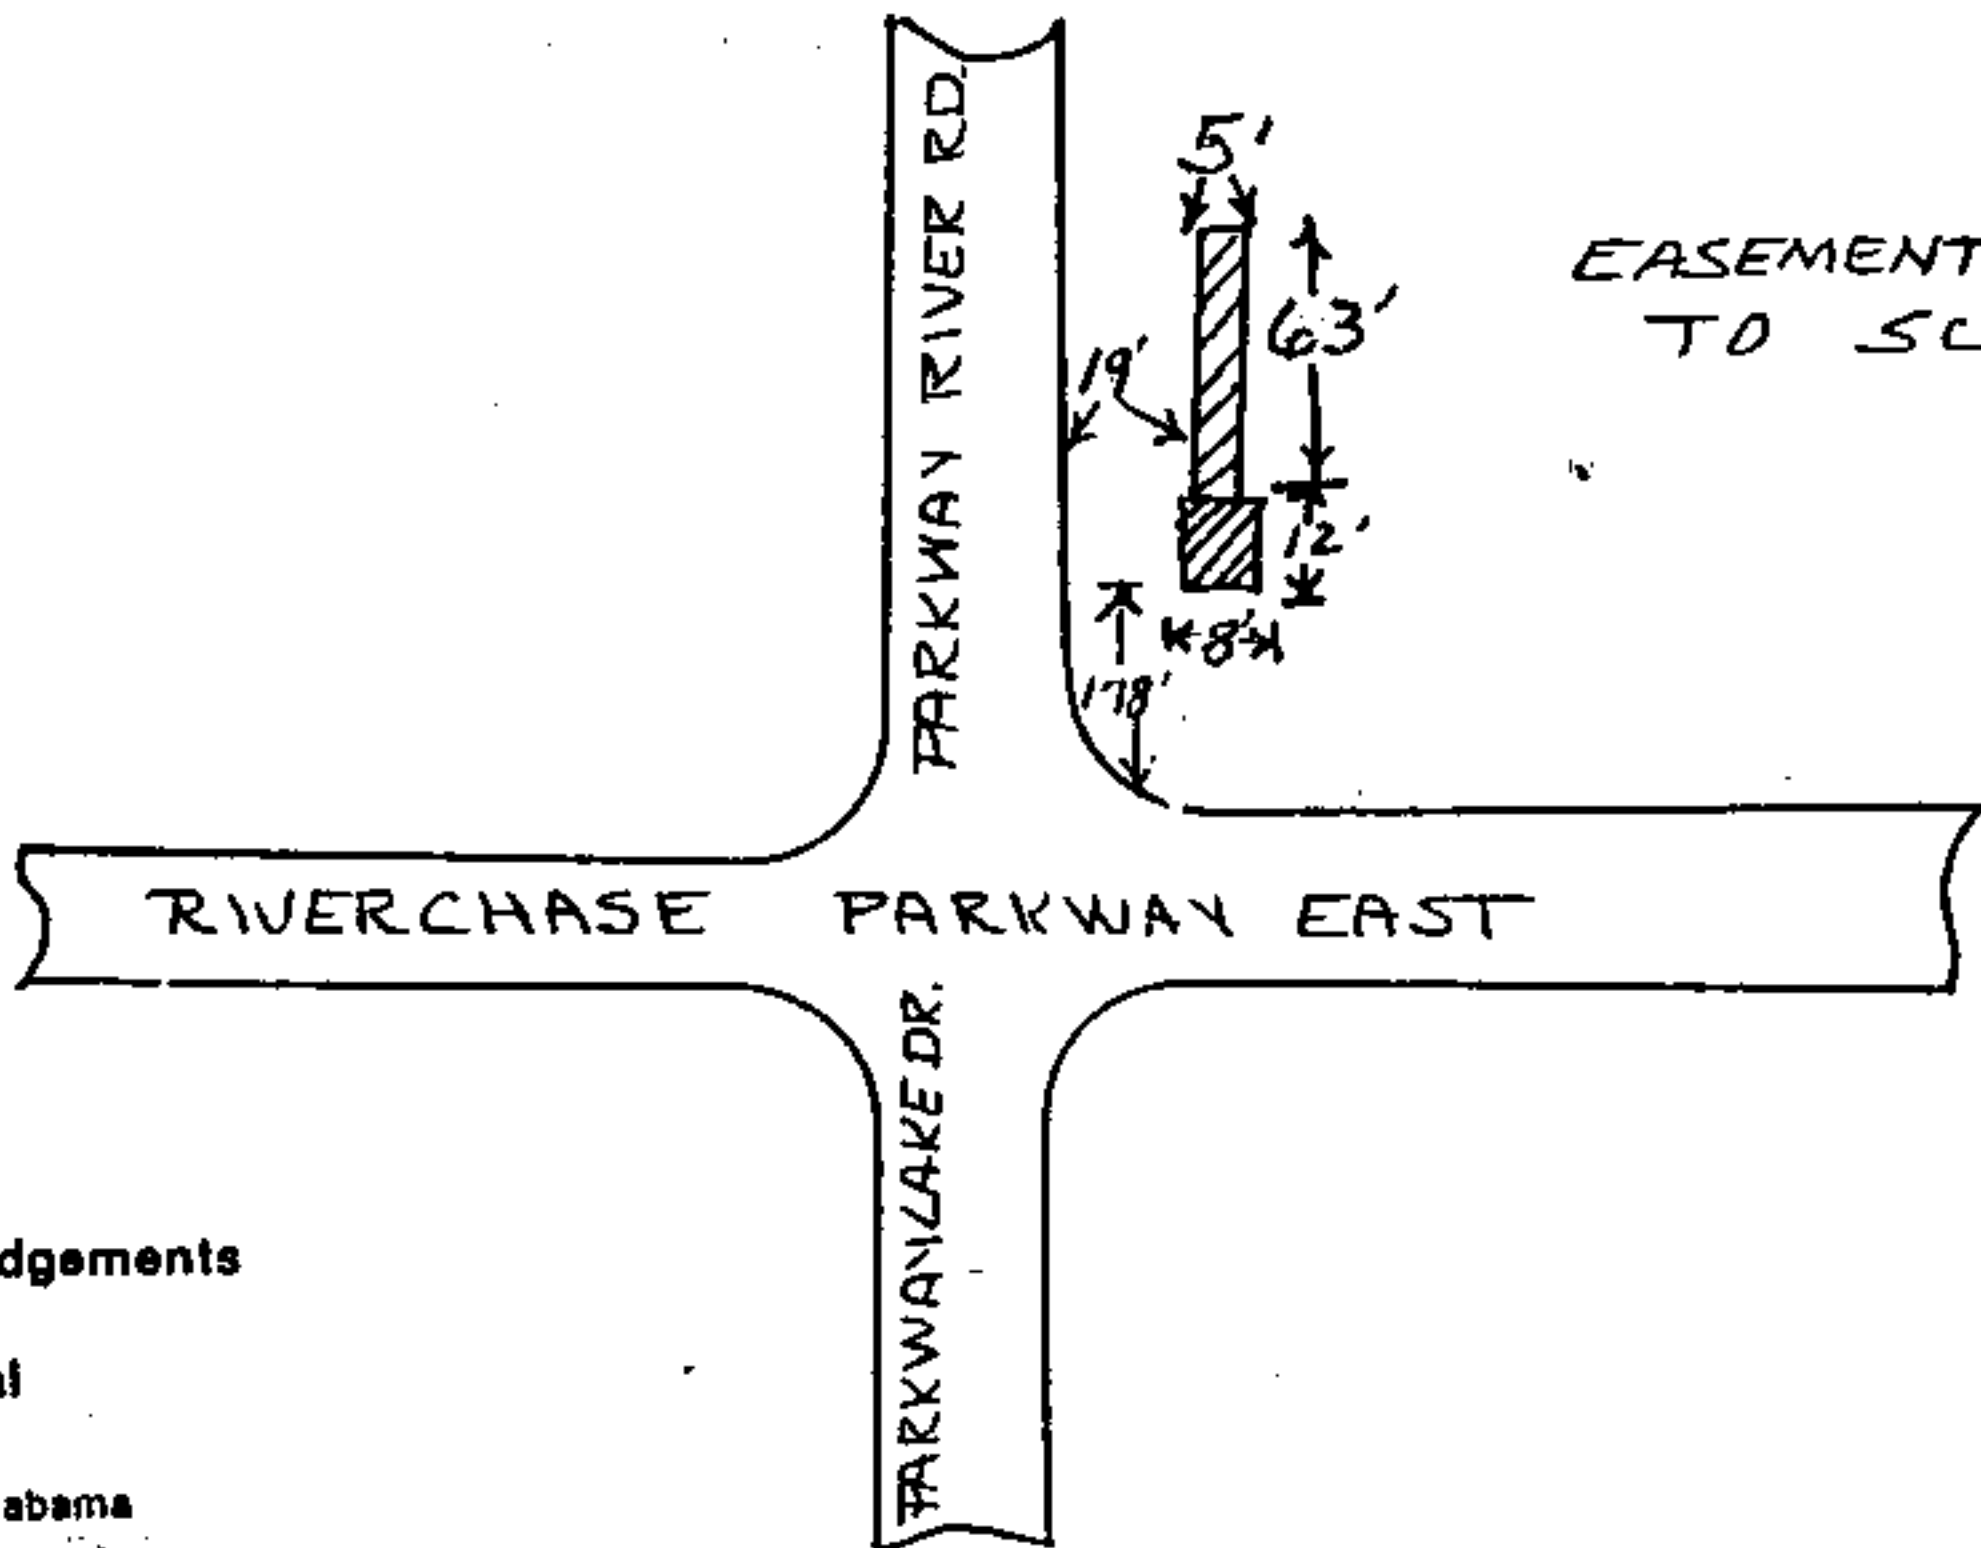 PARKWAY RIVER RD.
5'
EASEMENT
TO SC
63'
19'
12'
8'
178'
RIVERCHASE PARKWAY EAST
PARKWAY LAKE DR.
dgements
al
abama